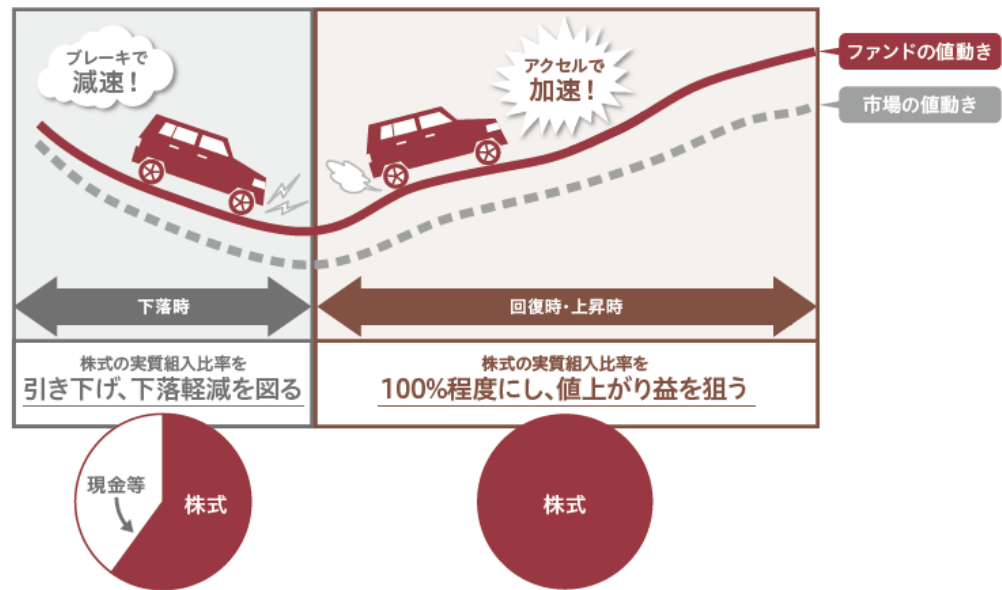 ブレーキで
減速！
アクセルで
加速！
ファンドの値動き
市場の値動き
下落時
回復時・上昇時
株式の実質組入比率を
引き下げ、下落軽減を図る
株式の実質組入比率を
100%程度にし、値上がり益を狙う
現金等
株式
株式